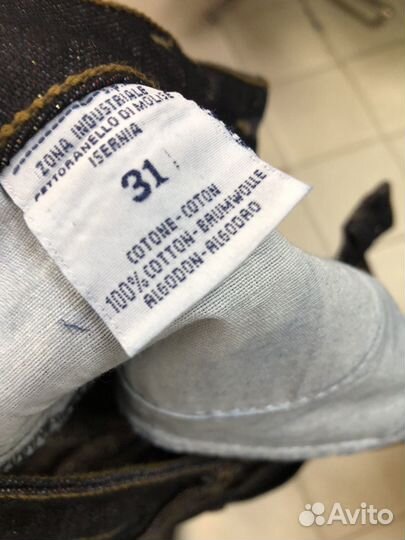 ZONA INDUSTRIALE
PETTORANELLO DI MOLISE
ISERNIA
31
COTONE-COTON
100% COTTON-BAUMWOLLE
ALGODON-ALGODAO
Avito